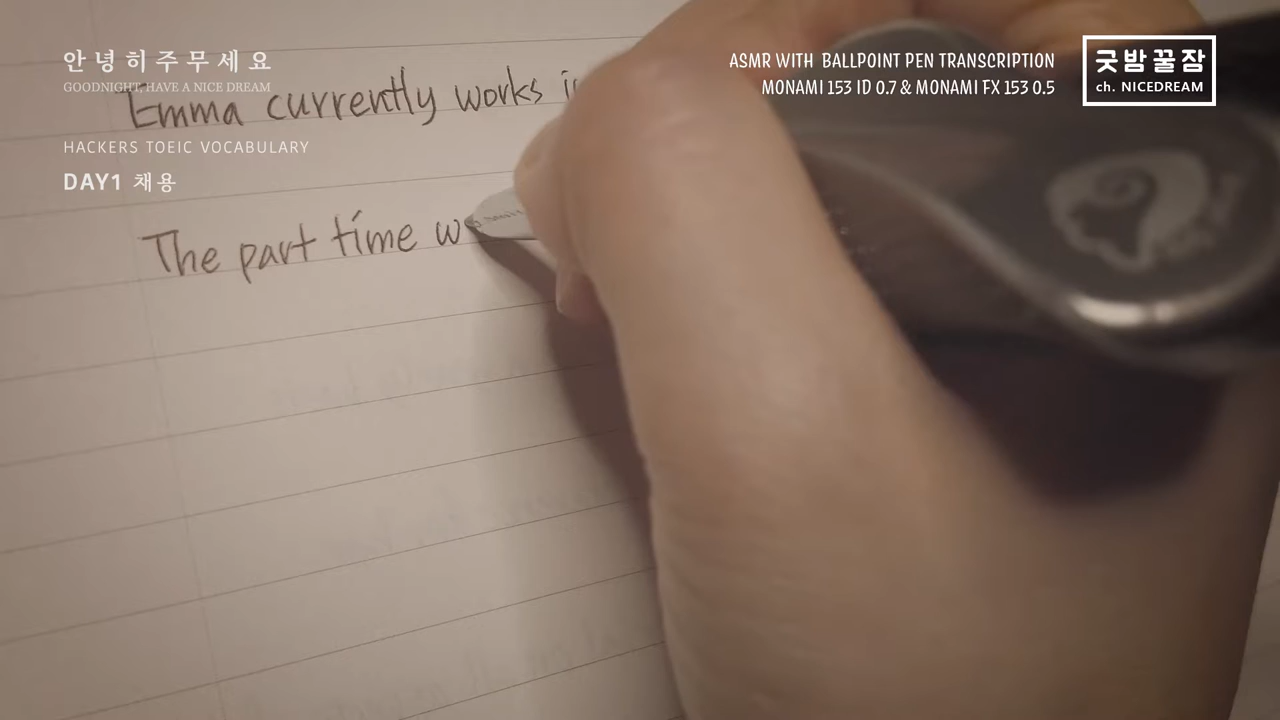 안녕히주무세요
GOODNIGHT, HAVE A NICE DREAM
HACKERS TOEIC VOCABULARY
DAY1 채용
ASMR WITH BALLPOINT PEN TRANSCRIPTION
MONAMI 153 ID 0.7 & MONAMI FX 153 0.5
굿밤꿀잠
ch. NICEDREAM
Emma currently works
The part time w